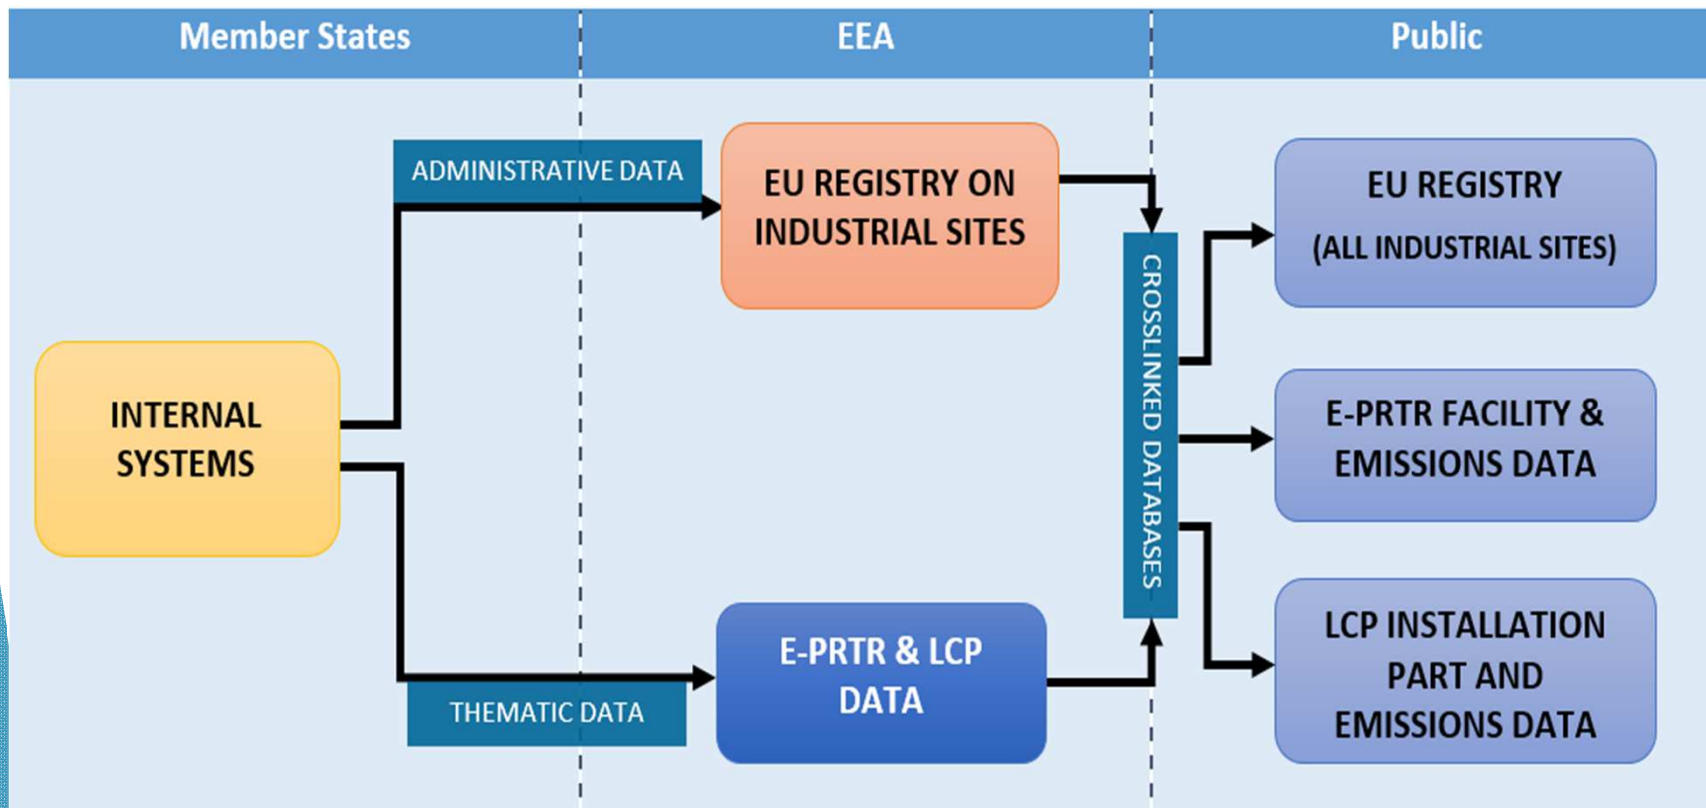 Member States
EEA
Public
ADMINISTRATIVE DATA
EU REGISTRY ON
INDUSTRIAL SITES
EU REGISTRY
(ALL INDUSTRIAL SITES)
INTERNAL
SYSTEMS
CROSSLINKED DATABASES
E-PRTR FACILITY &
EMISSIONS DATA
THEMATIC DATA
E-PRTR & LCP
DATA
LCP INSTALLATION
PART AND
EMISSIONS DATA